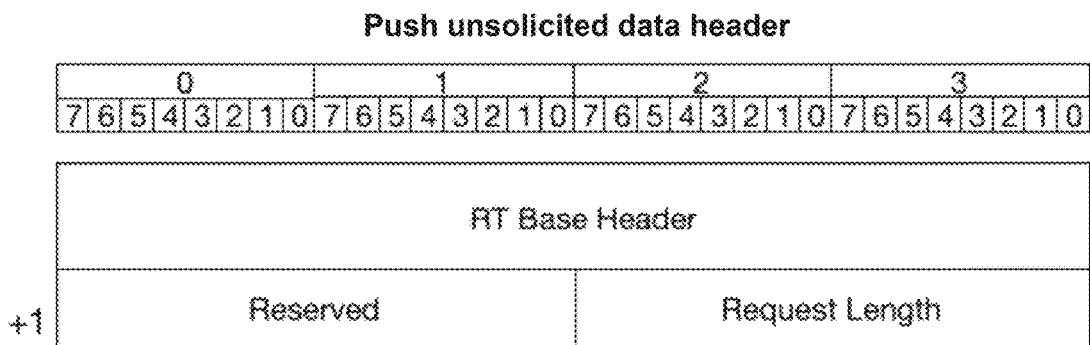 Push unsolicited data header
0 1 2 3
7 6 5 4 3 2 1 0 7 6 5 4 3 2 1 0 7 6 5 4 3 2 1 0 7 6 5 4 3 2 1 0
RT Base Header
+1 Reserved Request Length